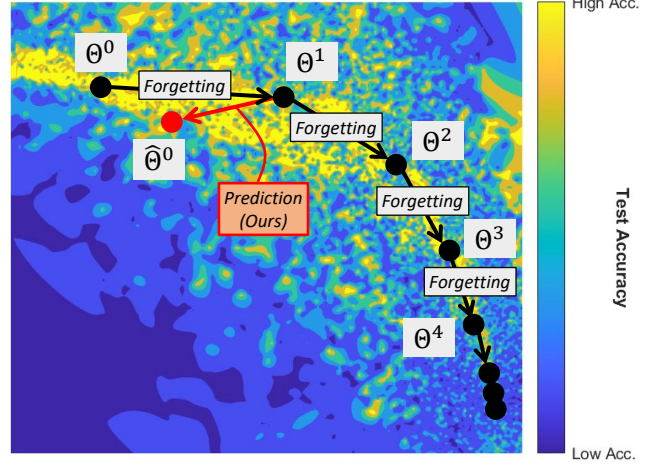 High Acc.
Θ⁰
Θ¹
Forgetting
Forgetting
Θ²
Θ̂⁰
Prediction
(Ours)
Forgetting
Θ³
Forgetting
Θ⁴
Test Accuracy
Low Acc.